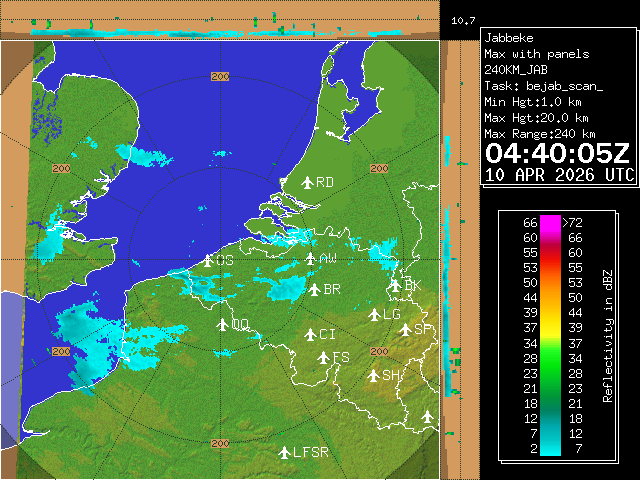 10.7
Jabbeke
Max with panels
240KM_JAB
Task: bejab_scan_
Min Hgt:1.0 km
Max Hgt:20.0 km
Max Range:240 km
04:40:05Z
10 APR 2026 UTC
200
200
200
RD
OS
AW
BR
BK
LG
QO
CI
SP
FS
200
200
SH
200
LFSR
66 >72
60 66
55 60
53 55
50 53
44 50
39 44
37 39
34 37
28 34
23 28
21 23
18 21
12 18
7 12
2 7
Reflectivity in dBZ